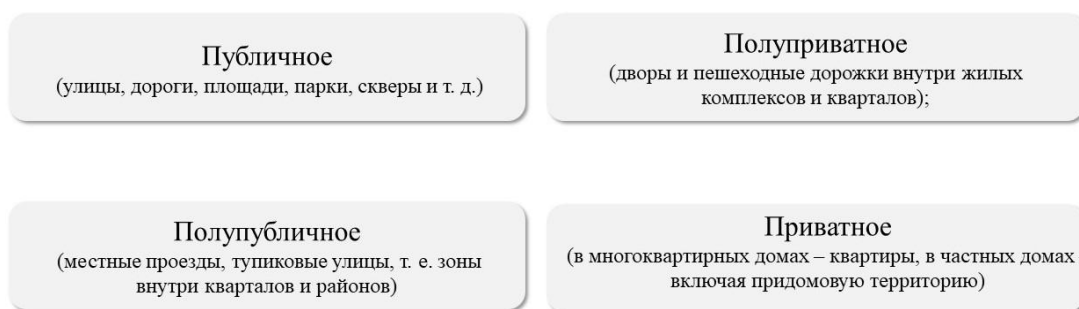 Публичное
(улицы, дороги, площади, парки, скверы и т. д.)
Полуприватное
(дворы и пешеходные дорожки внутри жилых
комплексов и кварталов);
Полупубличное
(местные проезды, тупиковые улицы, т. е. зоны
внутри кварталов и районов)
Приватное
(в многоквартирных домах – квартиры, в частных домах
включая придомовую территорию)